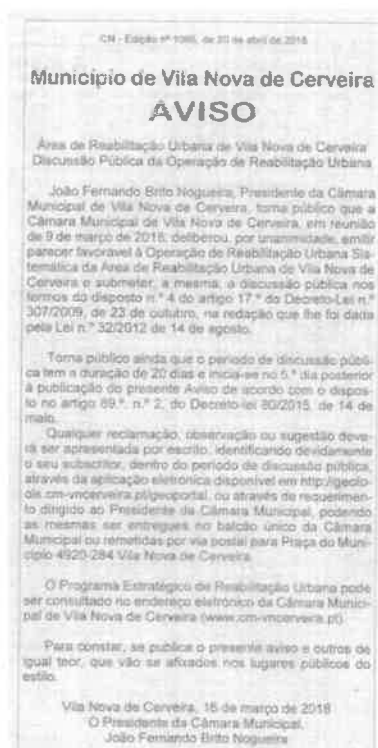 CN - Edição nº 1066, de 20 de abril de 2018
Município de Vila Nova de Cerveira
AVISO
Área de Reabilitação Urbana de Vila Nova de Cerveira
Discussão Pública da Operação de Reabilitação Urbana
João Fernando Brito Nogueira, Presidente da Câmara
Municipal de Vila Nova de Cerveira, torna público que a
Câmara Municipal de Vila Nova de Cerveira, em reunião
de 9 de março de 2018, deliberou, por unanimidade, emitir
parecer favorável à Operação de Reabilitação Urbana Sis-
temática da Área de Reabilitação Urbana de Vila Nova de
Cerveira e submeter, a mesma, a discussão pública nos
termos do disposto n.º 4 do artigo 17.º do Decreto-Lei n.º
307/2009, de 23 de outubro, na redação que lhe foi dada
pela Lei n.º 32/2012 de 14 de agosto.
Torna público ainda que o período de discussão públi-
ca tem a duração de 20 dias e inicia-se no 5.º dia posterior
à publicação do presente Aviso de acordo com o dispos-
to no artigo 89.º, n.º 2, do Decreto-lei 80/2015, de 14 de
maio.
Qualquer reclamação, observação ou sugestão deve-
rá ser apresentada por escrito, identificando devidamente
o seu subscritor, dentro do período de discussão pública,
através da aplicação eletrónica disponível em http://geolo-
ois.cm-vncerveira.pt/geoportal, ou através de requerimen-
to dirigido ao Presidente da Câmara Municipal, podendo
as mesmas ser entregues no balcão único da Câmara
Municipal ou remetidas por via postal para Praça do Muni-
cípio 4920-284 Vila Nova de Cerveira.
O Programa Estratégico de Reabilitação Urbana pode
ser consultado no endereço eletrónico da Câmara Munici-
pal de Vila Nova de Cerveira (www.cm-vncerveira.pt).
Para constar, se publica o presente aviso e outros de
igual teor, que vão se afixados nos lugares públicos do
estilo.
Vila Nova de Cerveira, 16 de março de 2018
O Presidente da Câmara Municipal,
João Fernando Brito Nogueira